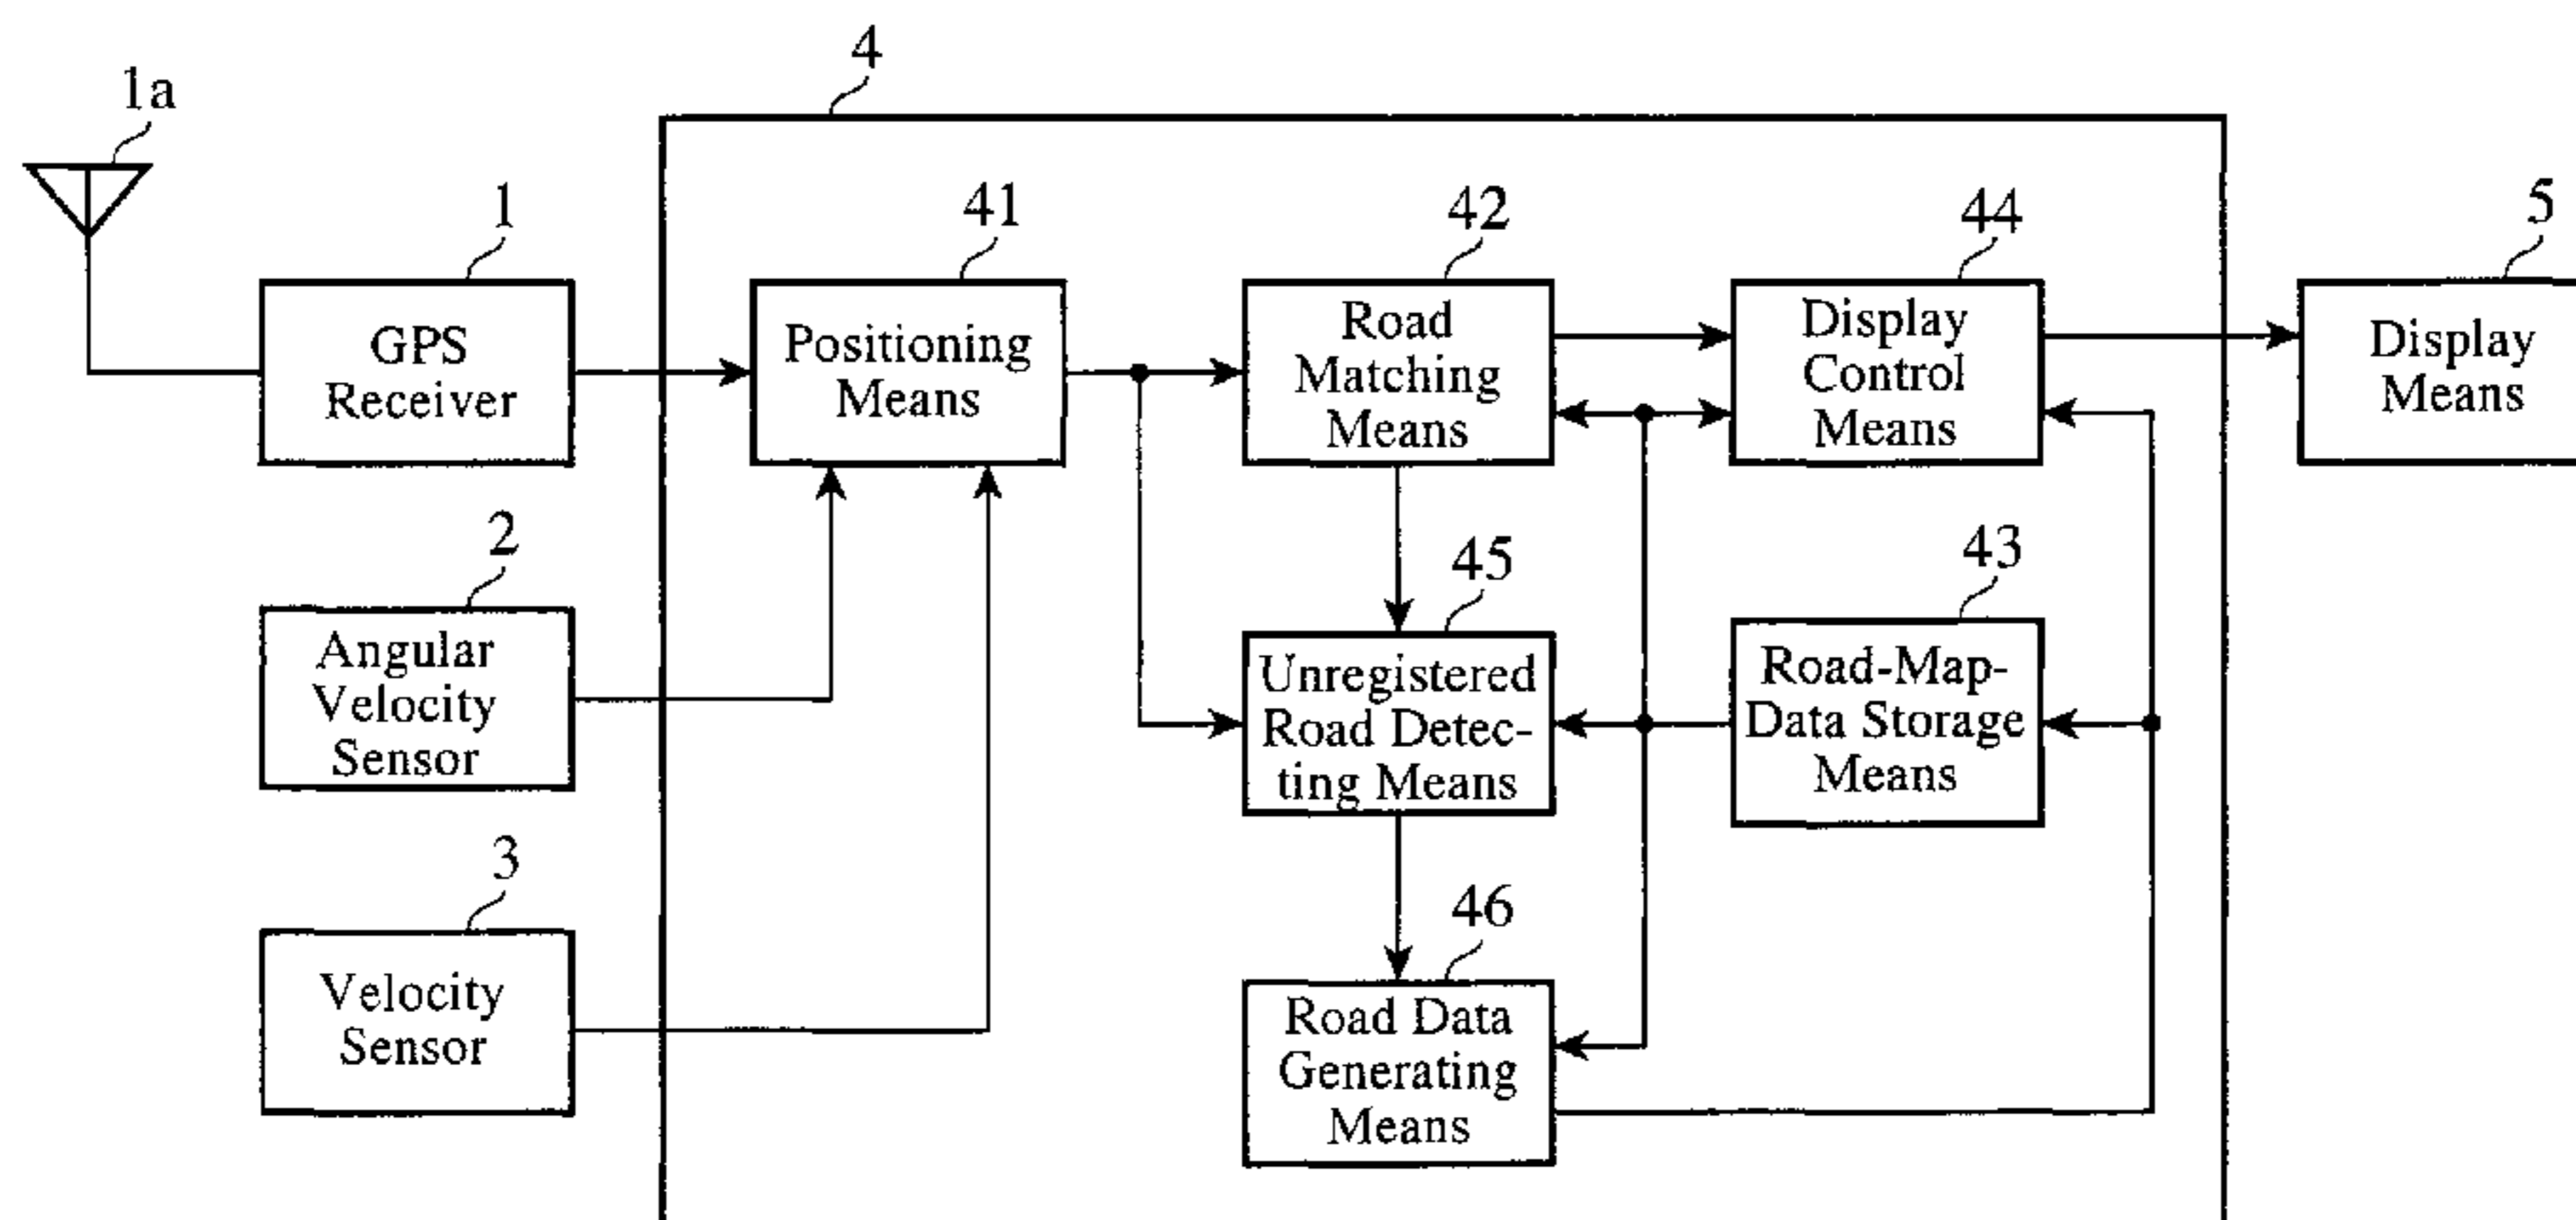 4
1a
1
GPS
Receiver
41
Positioning
Means
42
Road
Matching
Means
44
Display
Control
Means
5
Display
Means
2
Angular
Velocity
Sensor
45
Unregistered
Road Detec-
ting Means
43
Road-Map-
Data Storage
Means
3
Velocity
Sensor
46
Road Data
Generating
Means